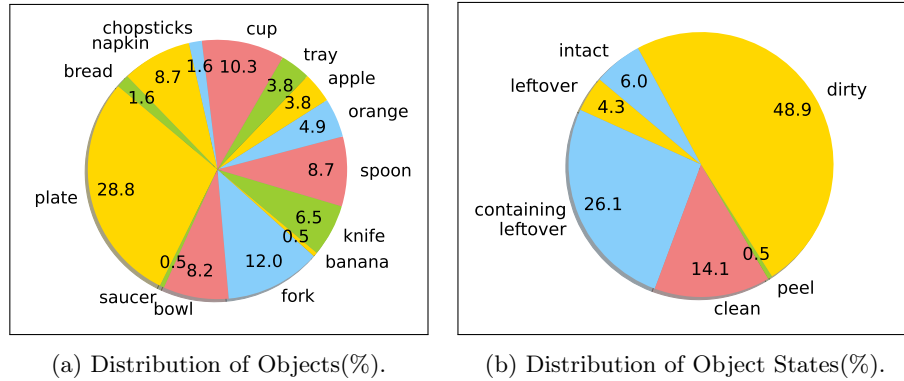 chopsticks
cup
napkin
tray
bread
apple
8.7
1.6
10.3
3.8
1.6
3.8
orange
4.9
spoon
8.7
plate
28.8
6.5
knife
0.5
banana
0.5
8.2
12.0
saucer
bowl
fork
intact
6.0
dirty
leftover
48.9
4.3
containing
leftover
26.1
14.1
0.5
peel
clean
(a) Distribution of Objects(%).
(b) Distribution of Object States(%).